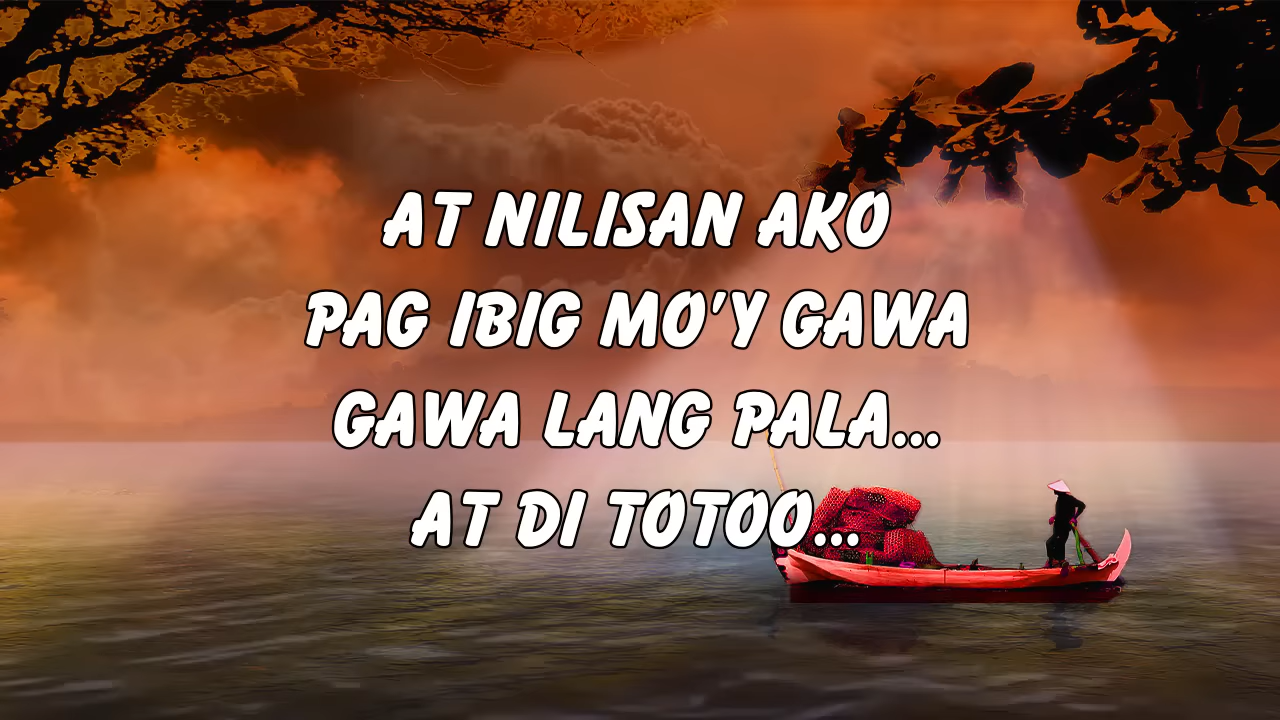 AT NILISAN AKO
PAG IBIG MO'Y GAWA
GAWA LANG PALA...
AT DI TOTOO...